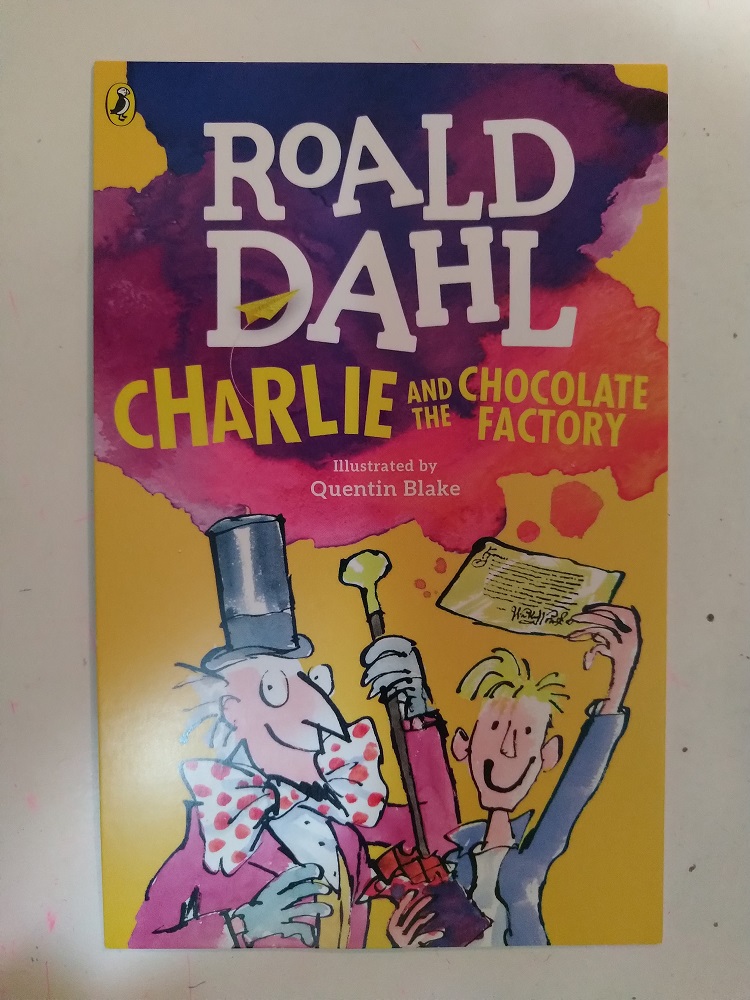 ROALD
DAHL
CHARLIE AND THE CHOCOLATE FACTORY
Illustrated by
Quentin Blake